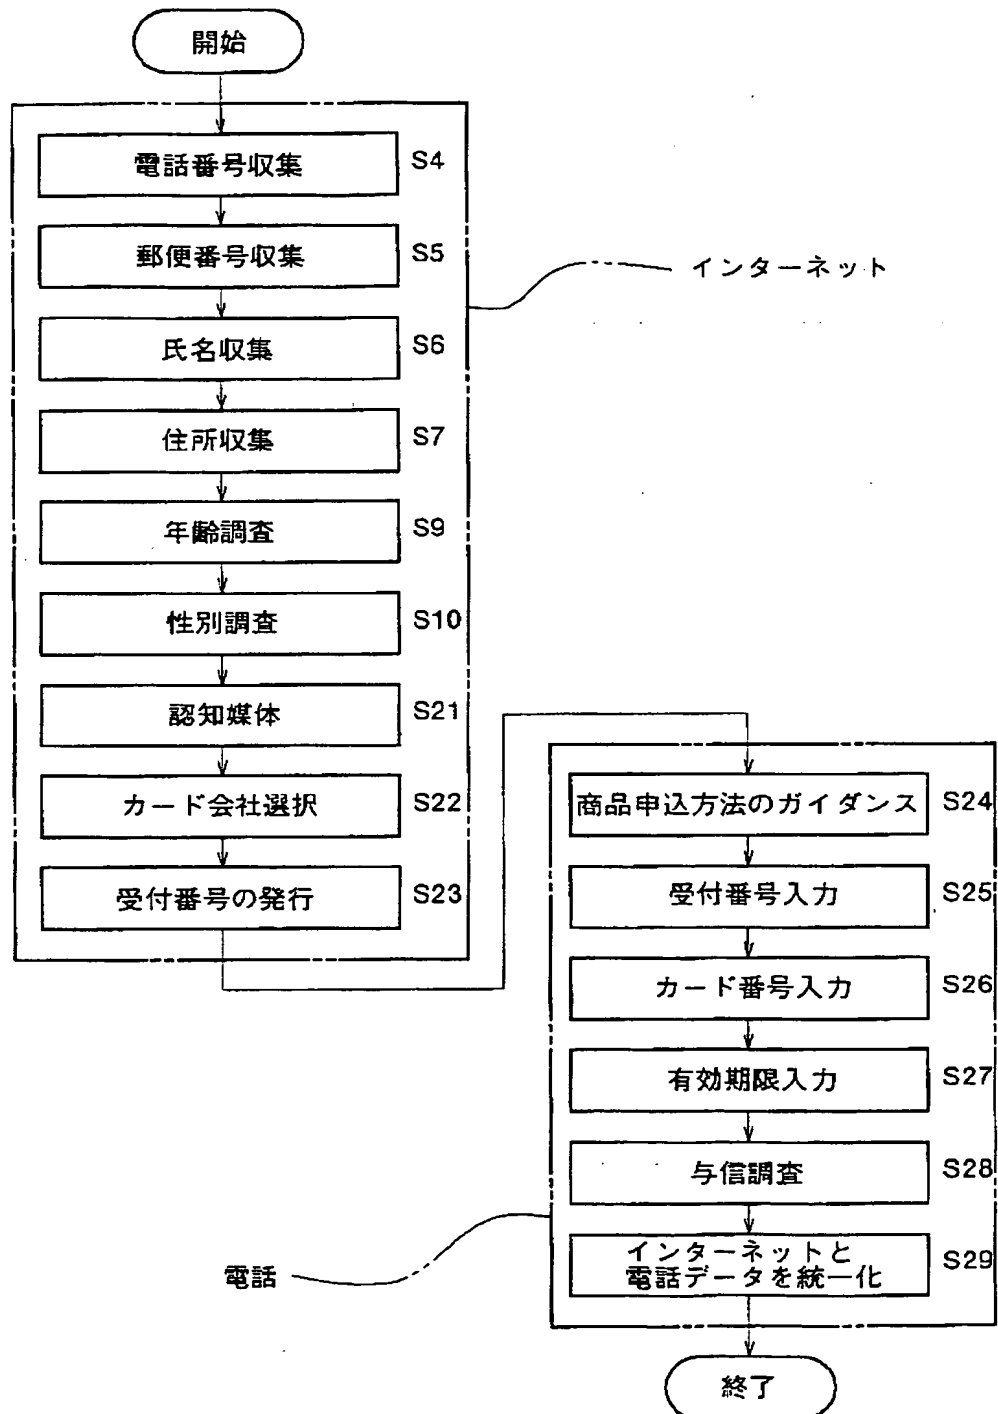 開始
電話番号収集 S4
郵便番号収集 S5
インターネット
氏名収集 S6
住所収集 S7
年齢調査 S9
性別調査 S10
認知媒体 S21
カード会社選択 S22
受付番号の発行 S23
商品申込方法のガイダンス S24
受付番号入力 S25
カード番号入力 S26
有効期限入力 S27
与信調査 S28
インターネットと
電話データを統一化 S29
電話
終了